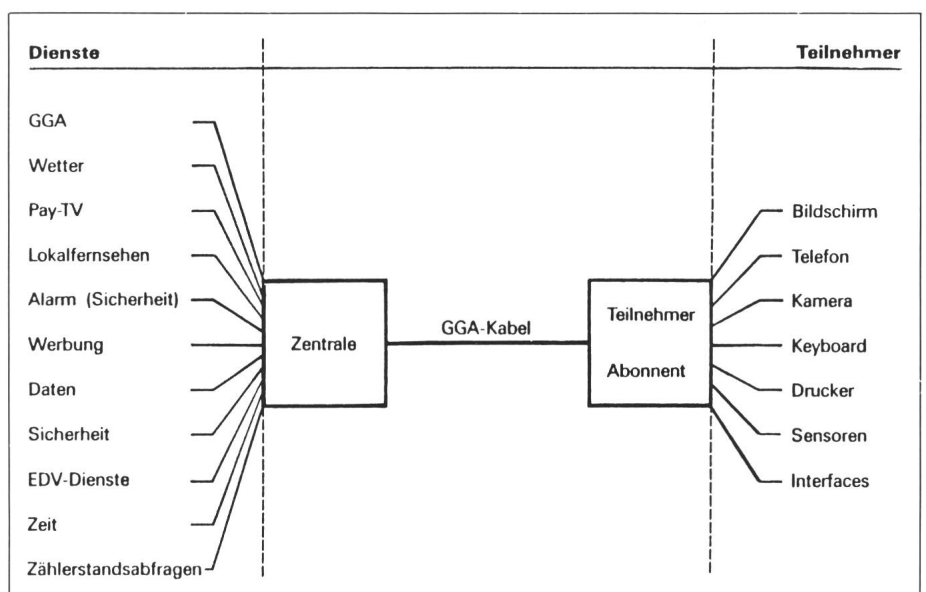 Dienste
Teilnehmer
GGA
Wetter
Pay-TV
Lokalfernsehen
Alarm (Sicherheit)
Werbung
Daten
Sicherheit
EDV-Dienste
Zeit
Zählerstandsabfragen
Zentrale
GGA-Kabel
Teilnehmer
Abonnent
Bildschirm
Telefon
Kamera
Keyboard
Drucker
Sensoren
Interfaces